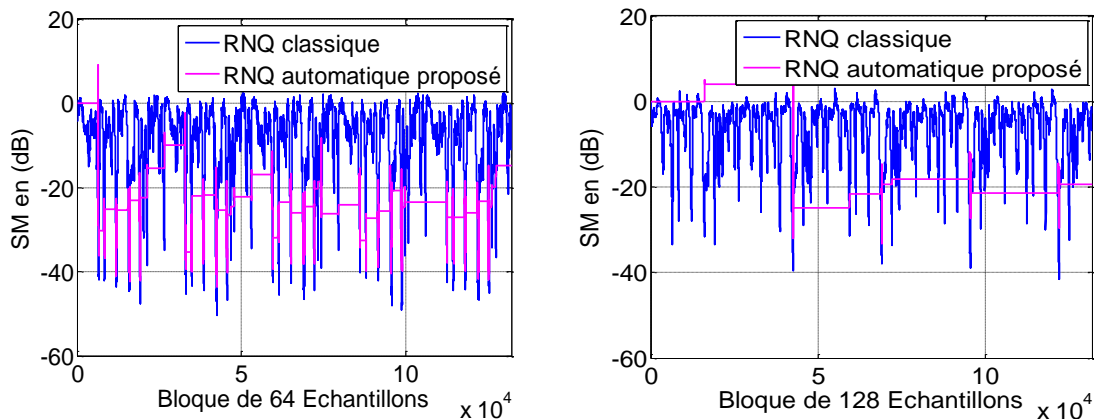 20
0
-20
-40
-60
SM en (dB)
RNQ classique
RNQ automatique proposé
0
5
10
x 10^4
Bloque de 64 Echantillons
20
0
-20
-40
-60
SM en (dB)
RNQ classique
RNQ automatique proposé
0
5
10
x 10^4
Bloque de 128 Echantillons